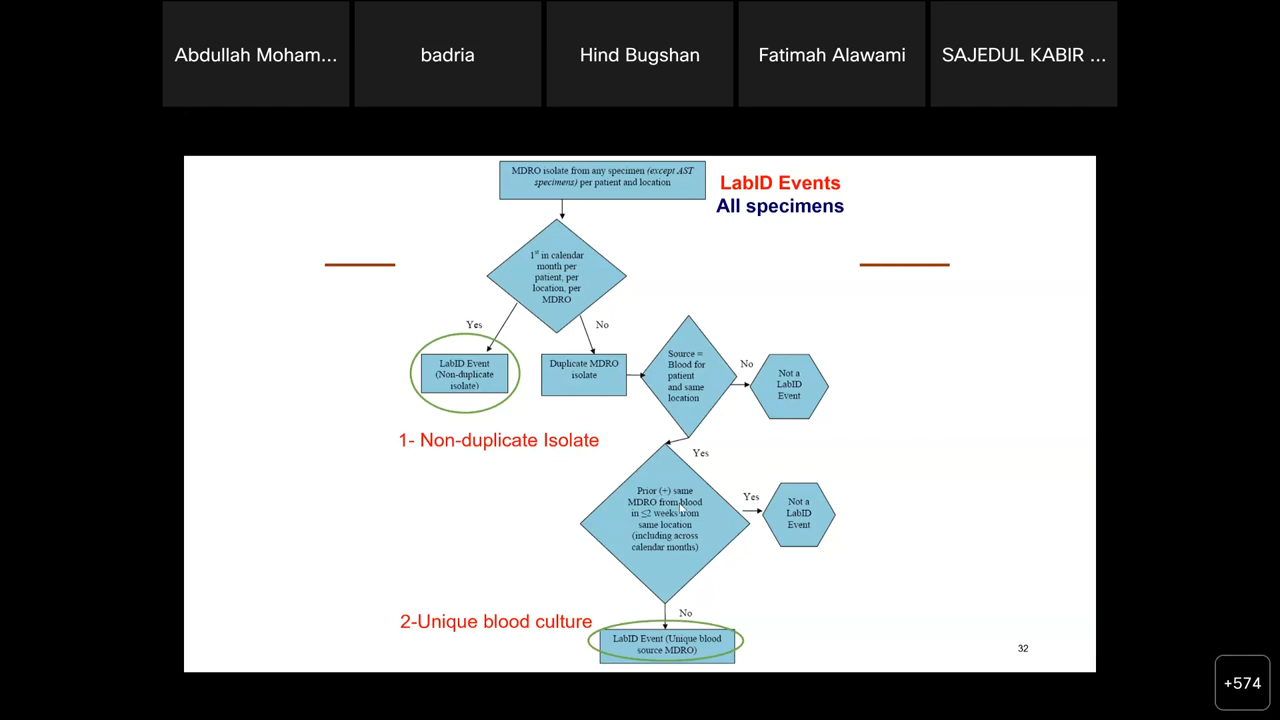 Abdullah Moham...
badria
Hind Bugshan
Fatimah Alawami
SAJEDUL KABIR ...
MDRO isolate from any specimen (except AST
specimens) per patient and location
LabID Events
All specimens
1st in calendar
month per
patient, per
location, per
MDRO
Yes
No
LabID Event
(Non-duplicate
isolate)
Duplicate MDRO
isolate
Source =
Blood for
patient
and same
location
No
Not a
LabID
Event
1- Non-duplicate Isolate
Yes
Prior (+) same
MDRO from blood
in ≤2 weeks from
same location
(including across
calendar months)
Yes
Not a
LabID
Event
No
2-Unique blood culture
LabID Event (Unique blood
source MDRO)
32
+574